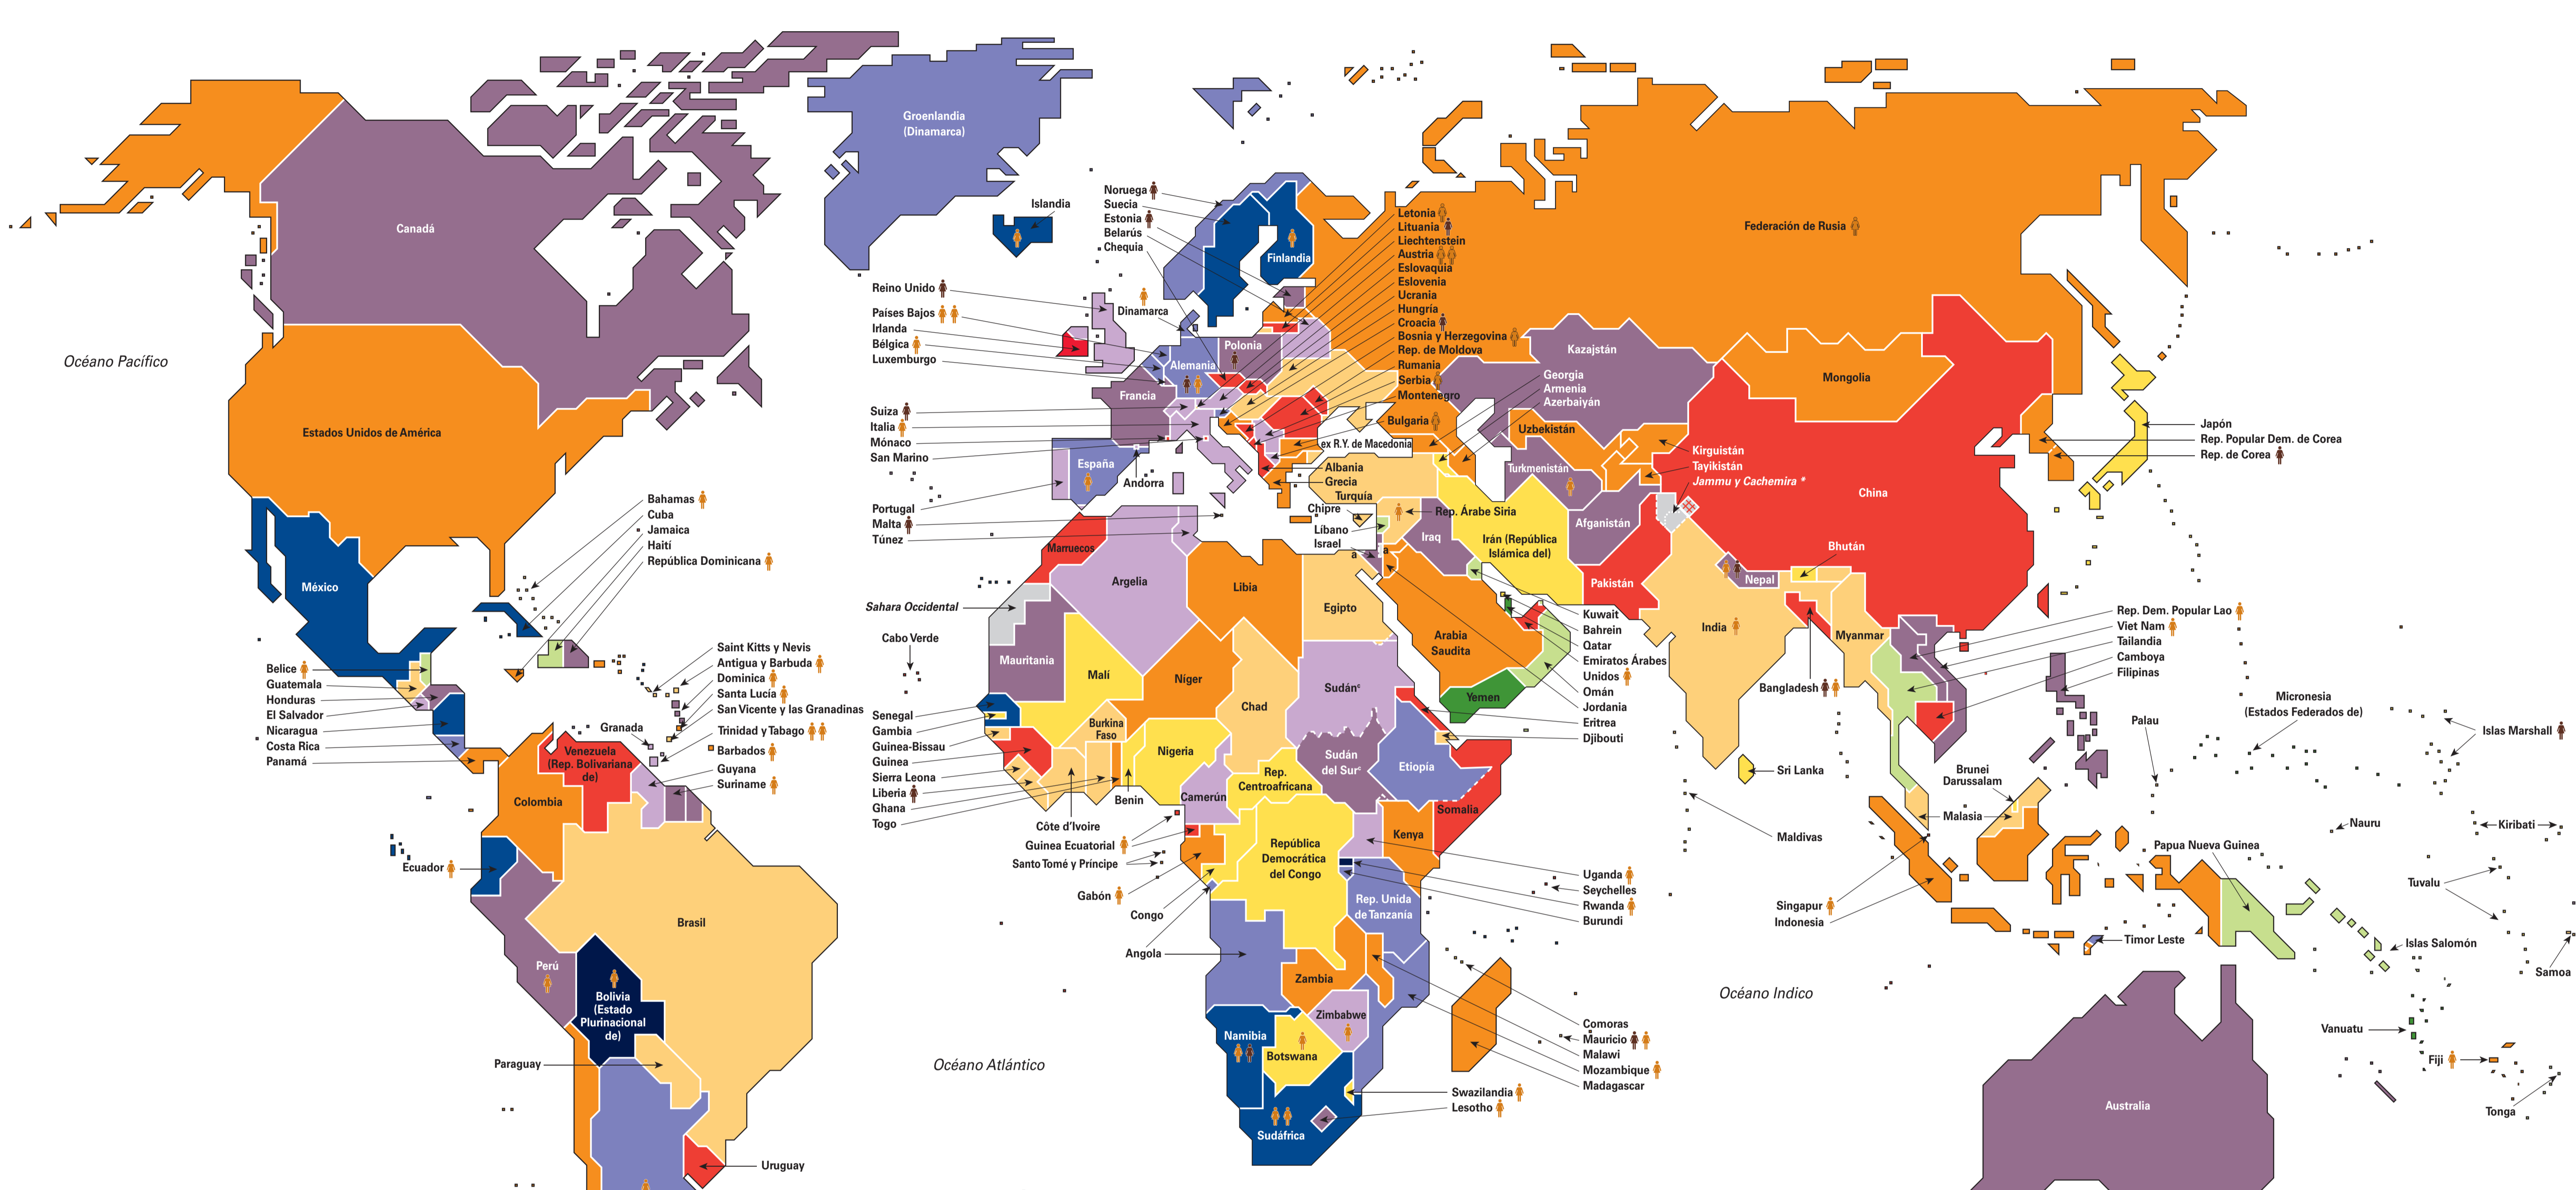 Groenlandia
(Dinamarca)
Canadá
Islandia
Océano Pacífico
Estados Unidos de América
México
Bahamas
Cuba
Jamaica
Haití
República Dominicana
Belice
Guatemala
Honduras
El Salvador
Nicaragua
Costa Rica
Panamá
Saint Kitts y Nevis
Antigua y Barbuda
Dominica
Santa Lucía
San Vicente y las Granadinas
Granada
Trinidad y Tabago
Barbados
Guyana
Suriname
Venezuela
(Rep. Bolivariana
de)
Colombia
Ecuador
Brasil
Perú
Bolivia
(Estado
Plurinacional
de)
Paraguay
Uruguay
Océano Atlántico
Noruega
Suecia
Estonia
Belarús
Chequia
Finlandia
Reino Unido
Países Bajos
Irlanda
Bélgica
Luxemburgo
Dinamarca
Polonia
Alemania
Francia
Suiza
Italia
Mónaco
San Marino
España
Andorra
Portugal
Malta
Túnez
Letonia
Lituania
Liechtenstein
Austria
Eslovaquia
Eslovenia
Ucrania
Hungría
Croacia
Bosnia y Herzegovina
Rep. de Moldova
Rumania
Serbia
Montenegro
Bulgaria
ex R.Y. de Macedonia
Albania
Grecia
Turquía
Chipre
Líbano
Israel
a
a
Rep. Árabe Siria
Iraq
Federación de Rusia
Kazajstán
Mongolia
Georgia
Armenia
Azerbaiyán
Uzbekistán
Turkmenistán
Kirguistán
Tayikistán
Jammu y Cachemira *
Afganistán
Irán (República
Islámica del)
Pakistán
China
Bhután
Nepal
India
Myanmar
Bangladesh
Sri Lanka
Maldivas
Japón
Rep. Popular Dem. de Corea
Rep. de Corea
Rep. Dem. Popular Lao
Viet Nam
Tailandia
Camboya
Filipinas
Brunei
Darussalam
Malasia
Singapur
Indonesia
Timor Leste
Palau
Micronesia
(Estados Federados de)
Islas Marshall
Nauru
Kiribati
Papua Nueva Guinea
Tuvalu
Islas Salomón
Samoa
Vanuatu
Fiji
Tonga
Australia
Océano Indico
Marruecos
Argelia
Libia
Egipto
Sahara Occidental
Cabo Verde
Mauritania
Malí
Níger
Chad
Sudánᶜ
Arabia
Saudita
Yemen
Kuwait
Bahrein
Qatar
Emiratos Árabes
Unidos
Omán
Jordania
Eritrea
Djibouti
Senegal
Gambia
Guinea-Bissau
Guinea
Sierra Leona
Liberia
Ghana
Togo
Burkina
Faso
Nigeria
Benin
Côte d'Ivoire
Guinea Ecuatorial
Santo Tomé y Príncipe
Gabón
Congo
Angola
Camerún
Rep.
Centroafricana
Sudán
del Surᶜ
Etiopía
Somalia
Kenya
República
Democrática
del Congo
Rep. Unida
de Tanzanía
Uganda
Seychelles
Rwanda
Burundi
Zambia
Zimbabwe
Namibia
Botswana
Sudáfrica
Comoras
Mauricio
Malawi
Mozambique
Madagascar
Swazilandia
Lesotho